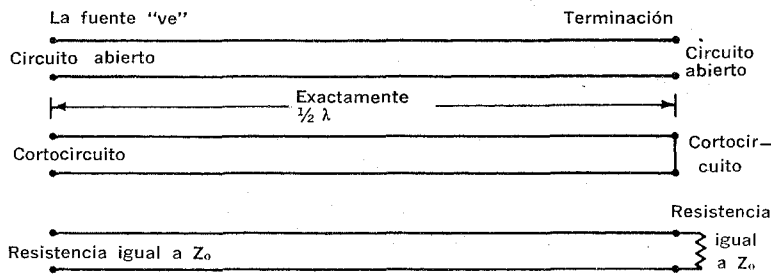 La fuente “ve”
Terminación
Circuito abierto
Circuito
abierto
Exactamente
½ λ
Cortocircuito
Cortocir–
cuito
Resistencia
igual
a Z₀
Resistencia igual a Z₀